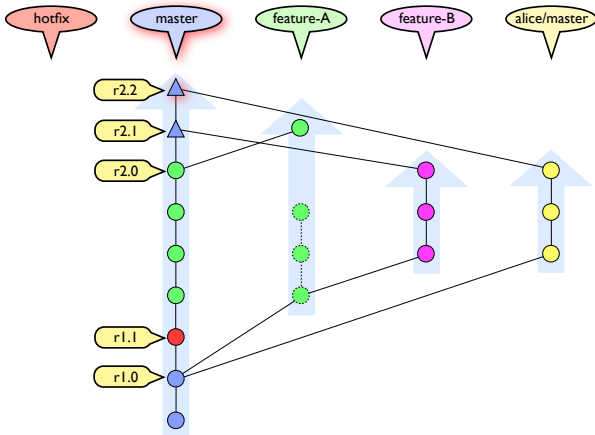 hotfix
master
feature-A
feature-B
alice/master
r2.2
r2.1
r2.0
r1.1
r1.0